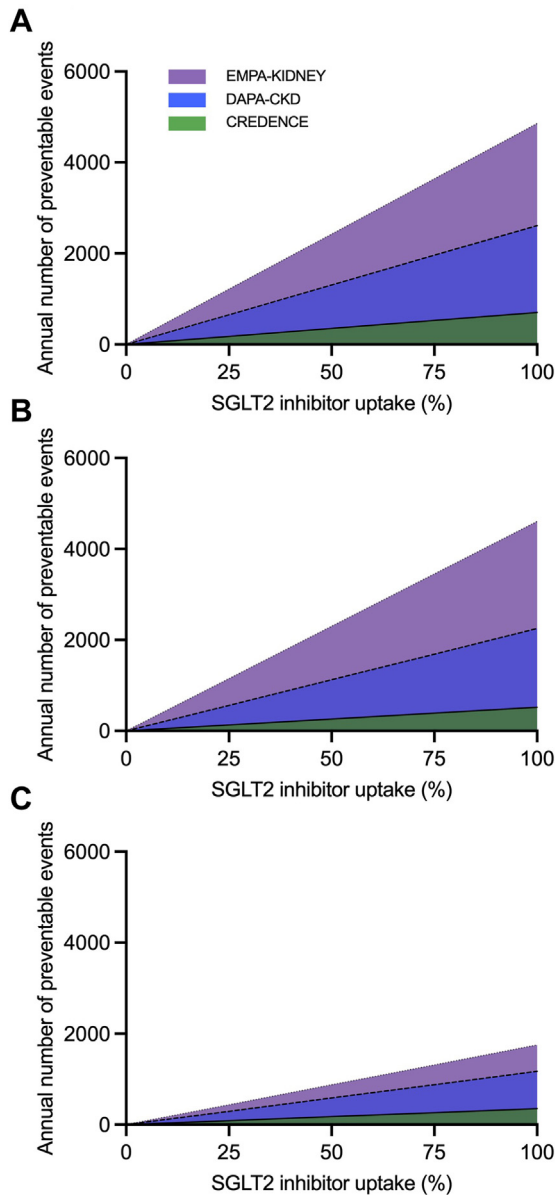 A
Annual number of preventable events
6000
4000
2000
0
EMPA-KIDNEY
DAPA-CKD
CREDENCE
0 25 50 75 100
SGLT2 inhibitor uptake (%)
B
Annual number of preventable events
6000
4000
2000
0
0 25 50 75 100
SGLT2 inhibitor uptake (%)
C
Annual number of preventable events
6000
4000
2000
0
0 25 50 75 100
SGLT2 inhibitor uptake (%)